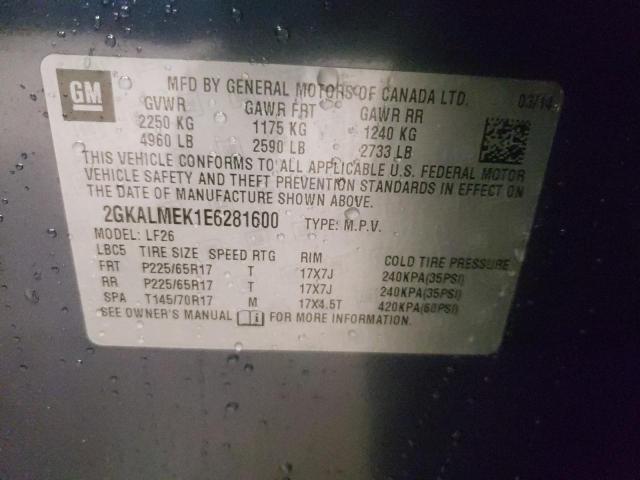 GM
MFD BY GENERAL MOTORS OF CANADA LTD. 03/14
GVWR GAWR FRT GAWR RR
2250 KG 1175 KG 1240 KG
4960 LB 2590 LB 2733 LB
THIS VEHICLE CONFORMS TO ALL APPLICABLE U.S. FEDERAL MOTOR
VEHICLE SAFETY AND THEFT PREVENTION STANDARDS IN EFFECT ON
THE DATE OF MANUFACTURE SHOWN ABOVE.
2GKALMEK1E6281600 TYPE: M.P.V.
MODEL: LF26
LBC5 TIRE SIZE SPEED RTG RIM COLD TIRE PRESSURE
FRT P225/65R17 T 17X7J 240KPA(35PSI)
RR P225/65R17 T 17X7J 240KPA(35PSI)
SPA T145/70R17 M 17X4.5T 420KPA(60PSI)
SEE OWNER'S MANUAL FOR MORE INFORMATION.